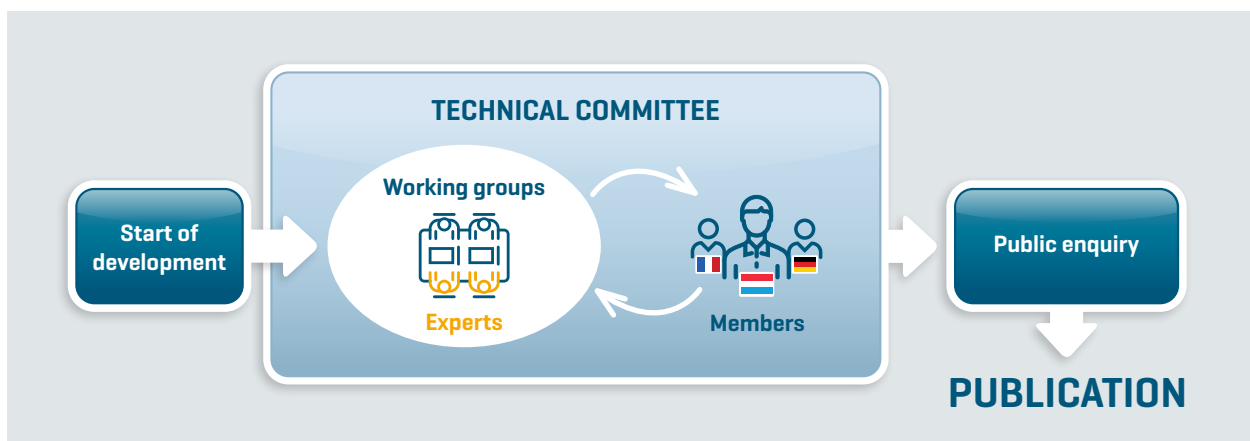 TECHNICAL COMMITTEE
Start of
development
Working groups
Experts
Members
Public enquiry
PUBLICATION